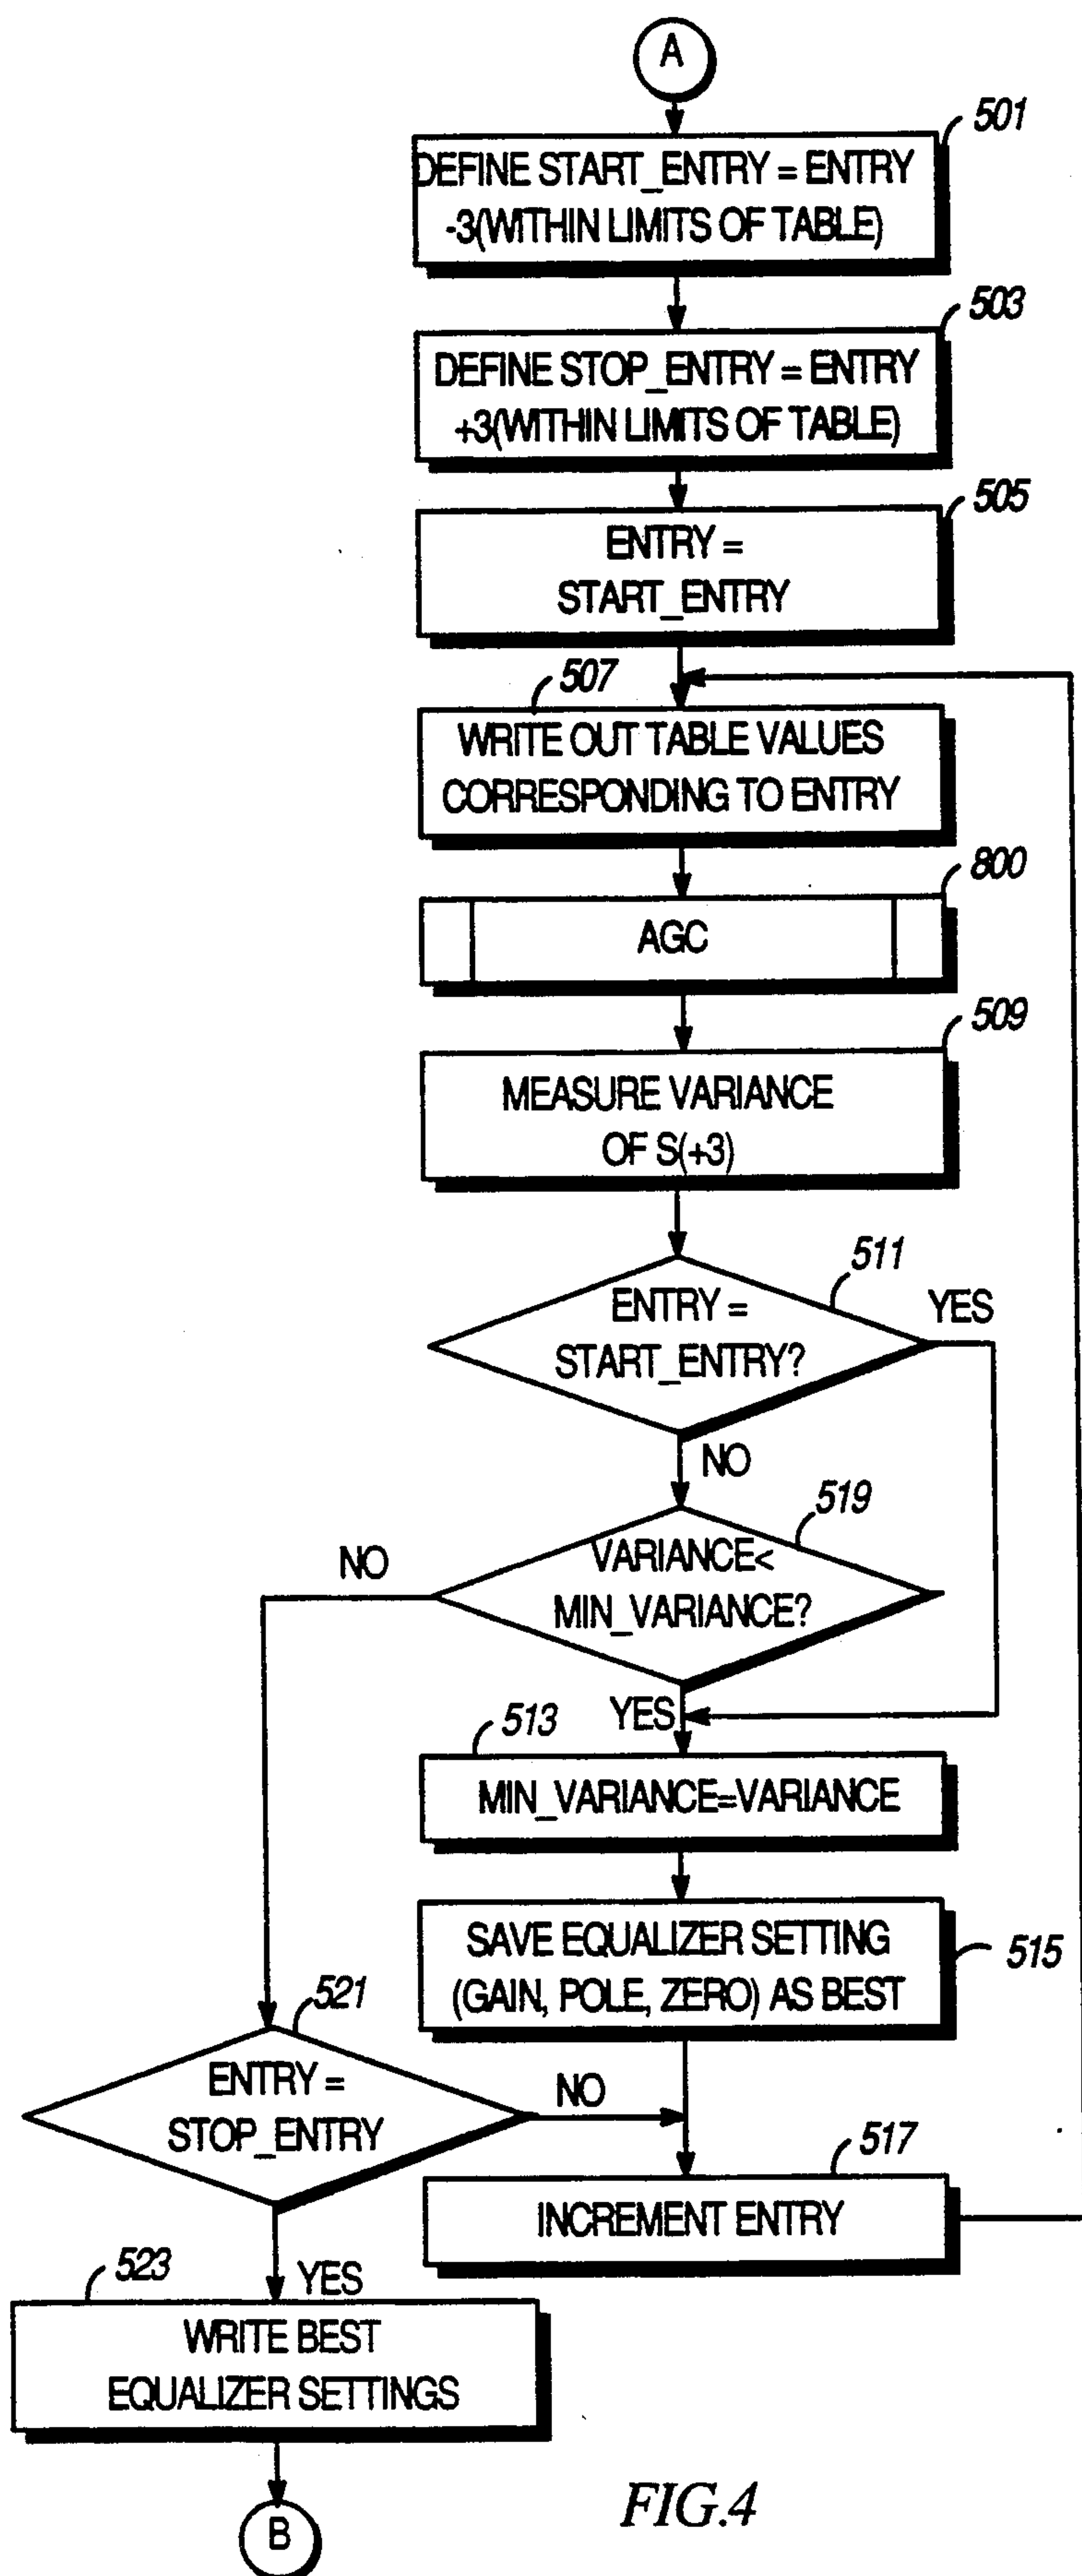 A
501
DEFINE START_ENTRY = ENTRY
-3(WITHIN LIMITS OF TABLE)
503
DEFINE STOP_ENTRY = ENTRY
+3(WITHIN LIMITS OF TABLE)
505
ENTRY =
START_ENTRY
507
WRITE OUT TABLE VALUES
CORRESPONDING TO ENTRY
800
AGC
509
MEASURE VARIANCE
OF S(+3)
511
ENTRY =
START_ENTRY?
YES
NO
519
VARIANCE<
MIN_VARIANCE?
NO
YES
513
MIN_VARIANCE=VARIANCE
SAVE EQUALIZER SETTING
(GAIN, POLE, ZERO) AS BEST
515
521
ENTRY =
STOP_ENTRY
NO
517
INCREMENT ENTRY
YES
523
WRITE BEST
EQUALIZER SETTINGS
B
FIG.4